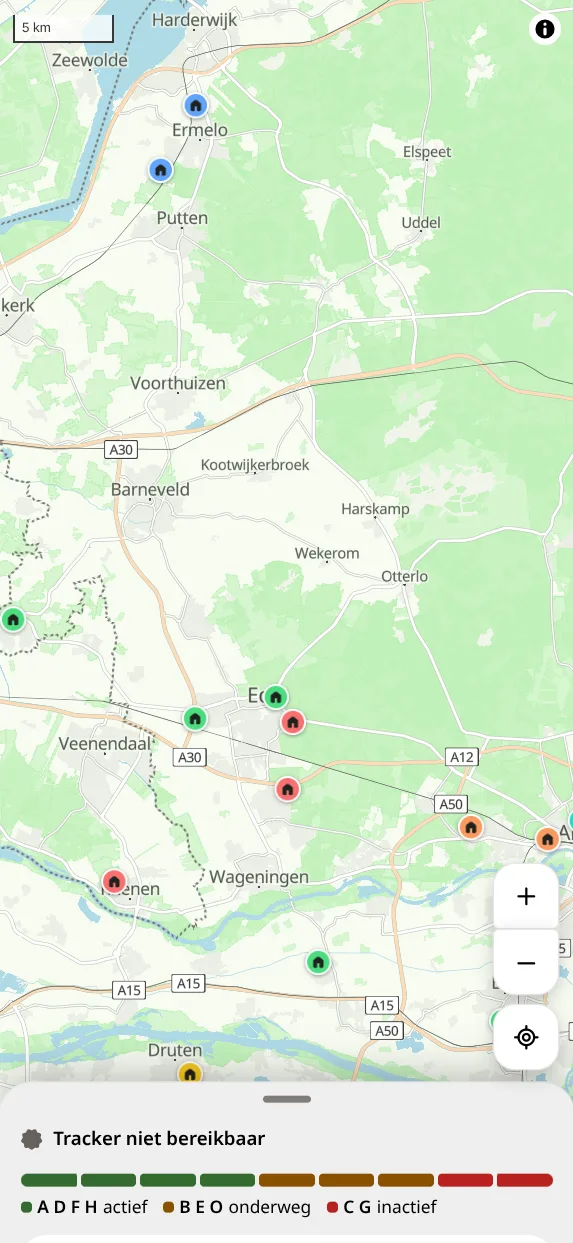 Harderwijk
5 km
Zeewolde
Ermelo
Elspeet
Putten
Uddel
kerk
Voorthuizen
A30
Kootwijkerbroek
Barneveld
Harskamp
Wekerom
Otterlo
Veenendaal
A30
A12
A50
Wageningen
A15
A15
A15
A50
Druten
Tracker niet bereikbaar
A D F H actief B E O onderweg C G inactief